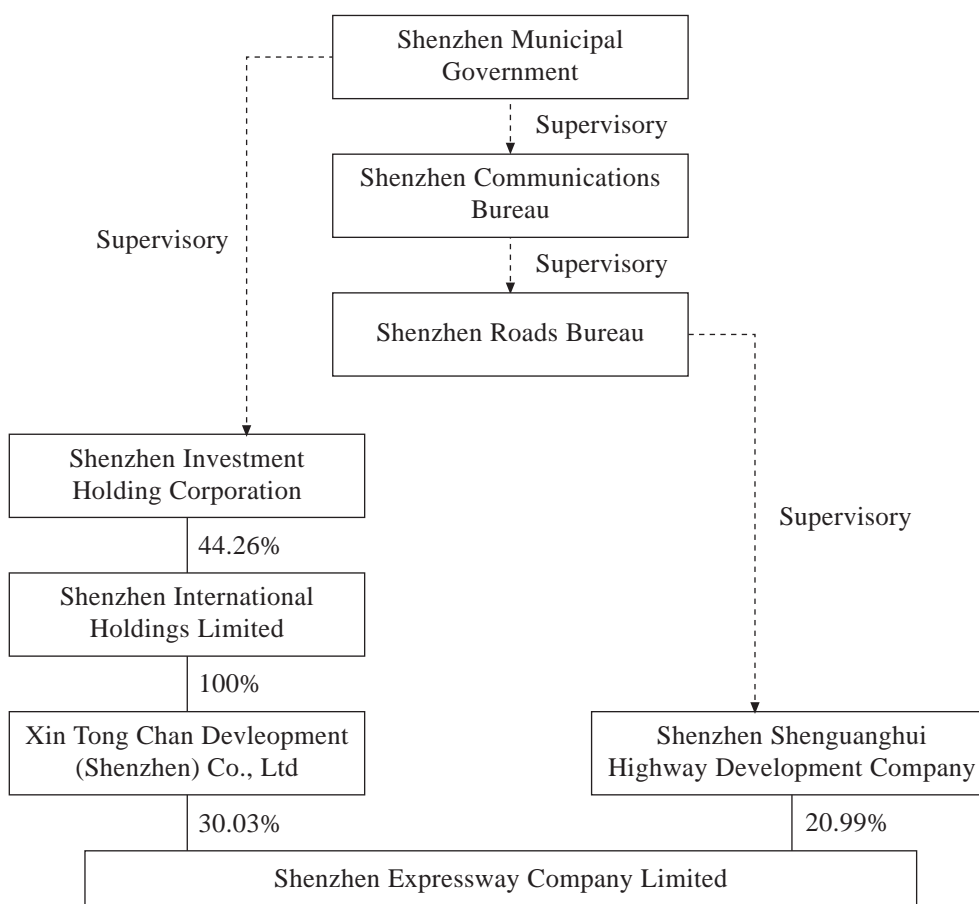 Shenzhen Municipal
Government
Supervisory
Shenzhen Communications
Bureau
Supervisory
Supervisory
Shenzhen Roads Bureau
Shenzhen Investment
Holding Corporation
Supervisory
44.26%
Shenzhen International
Holdings Limited
100%
Xin Tong Chan Devleopment
(Shenzhen) Co., Ltd
Shenzhen Shenguanghui
Highway Development Company
30.03%
20.99%
Shenzhen Expressway Company Limited